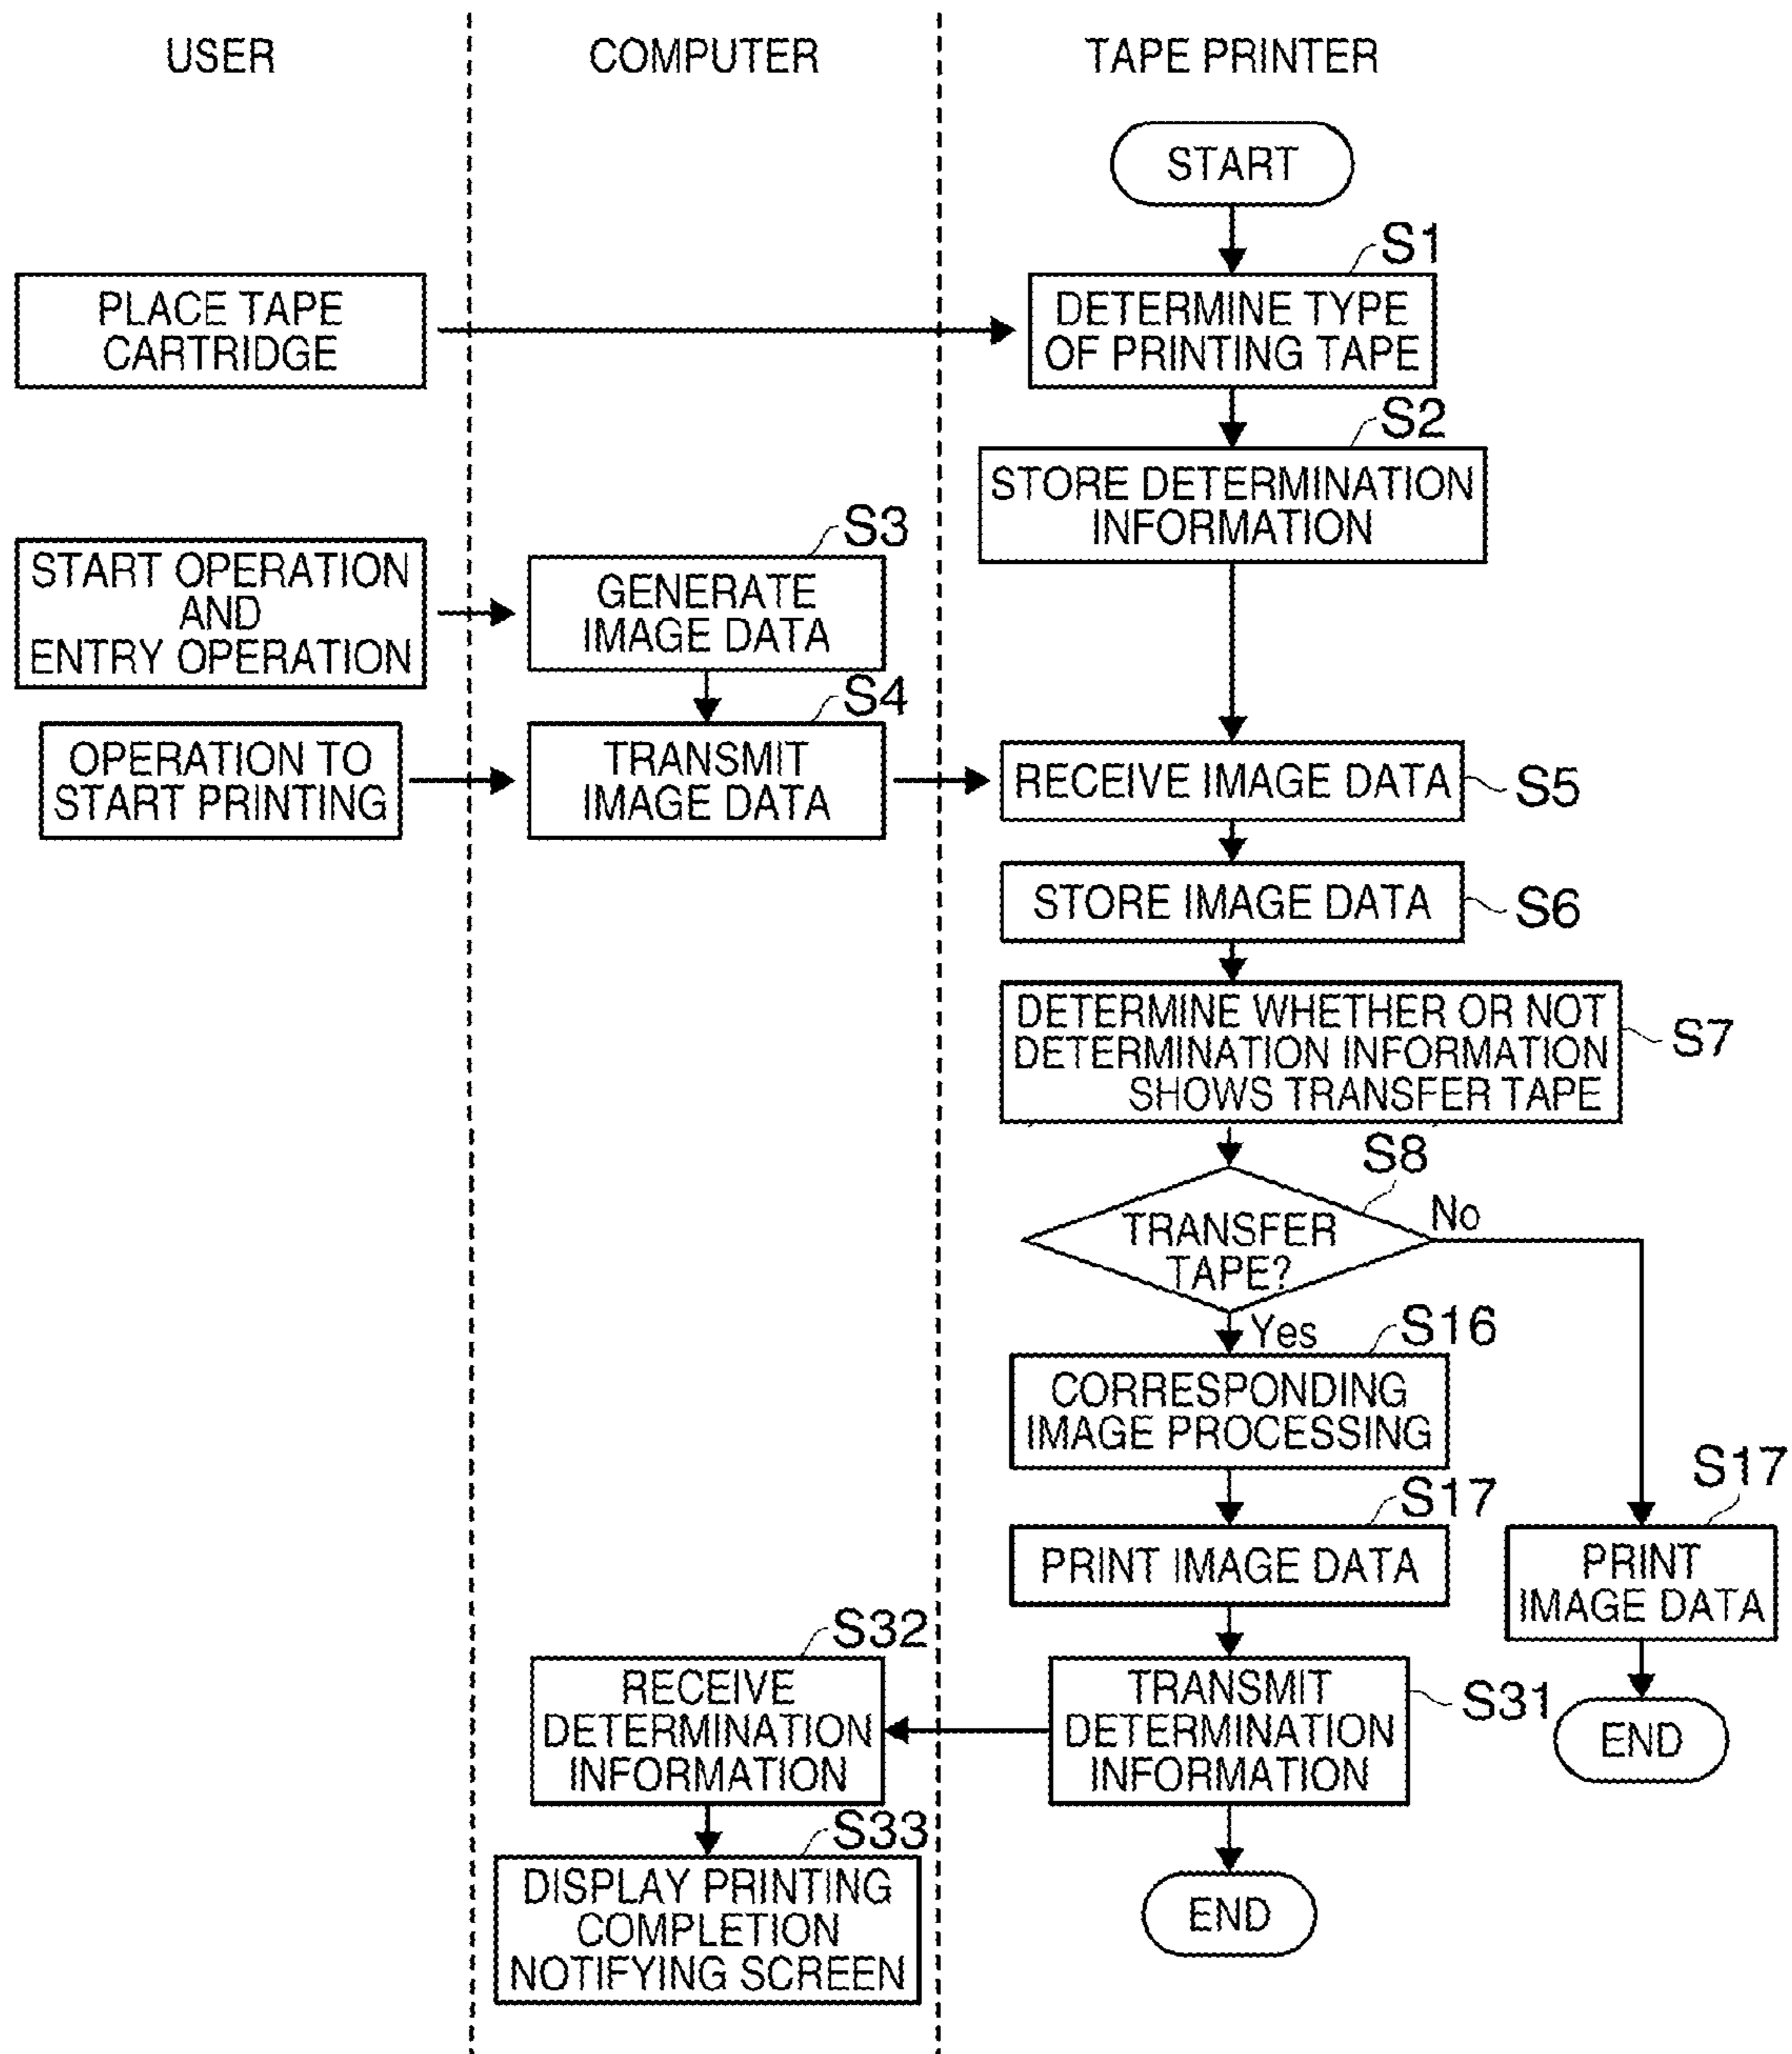 USER
COMPUTER
TAPE PRINTER
START
S1
PLACE TAPE
CARTRIDGE
DETERMINE TYPE
OF PRINTING TAPE
S2
STORE DETERMINATION
INFORMATION
START OPERATION
AND
ENTRY OPERATION
S3
GENERATE
IMAGE DATA
S4
OPERATION TO
START PRINTING
TRANSMIT
IMAGE DATA
RECEIVE IMAGE DATA
S5
STORE IMAGE DATA
S6
DETERMINE WHETHER OR NOT
DETERMINATION INFORMATION
SHOWS TRANSFER TAPE
S7
S8
TRANSFER
TAPE?
No
Yes
S16
CORRESPONDING
IMAGE PROCESSING
S17
PRINT IMAGE DATA
S17
PRINT
IMAGE DATA
END
S31
TRANSMIT
DETERMINATION
INFORMATION
S32
RECEIVE
DETERMINATION
INFORMATION
S33
DISPLAY PRINTING
COMPLETION
NOTIFYING SCREEN
END